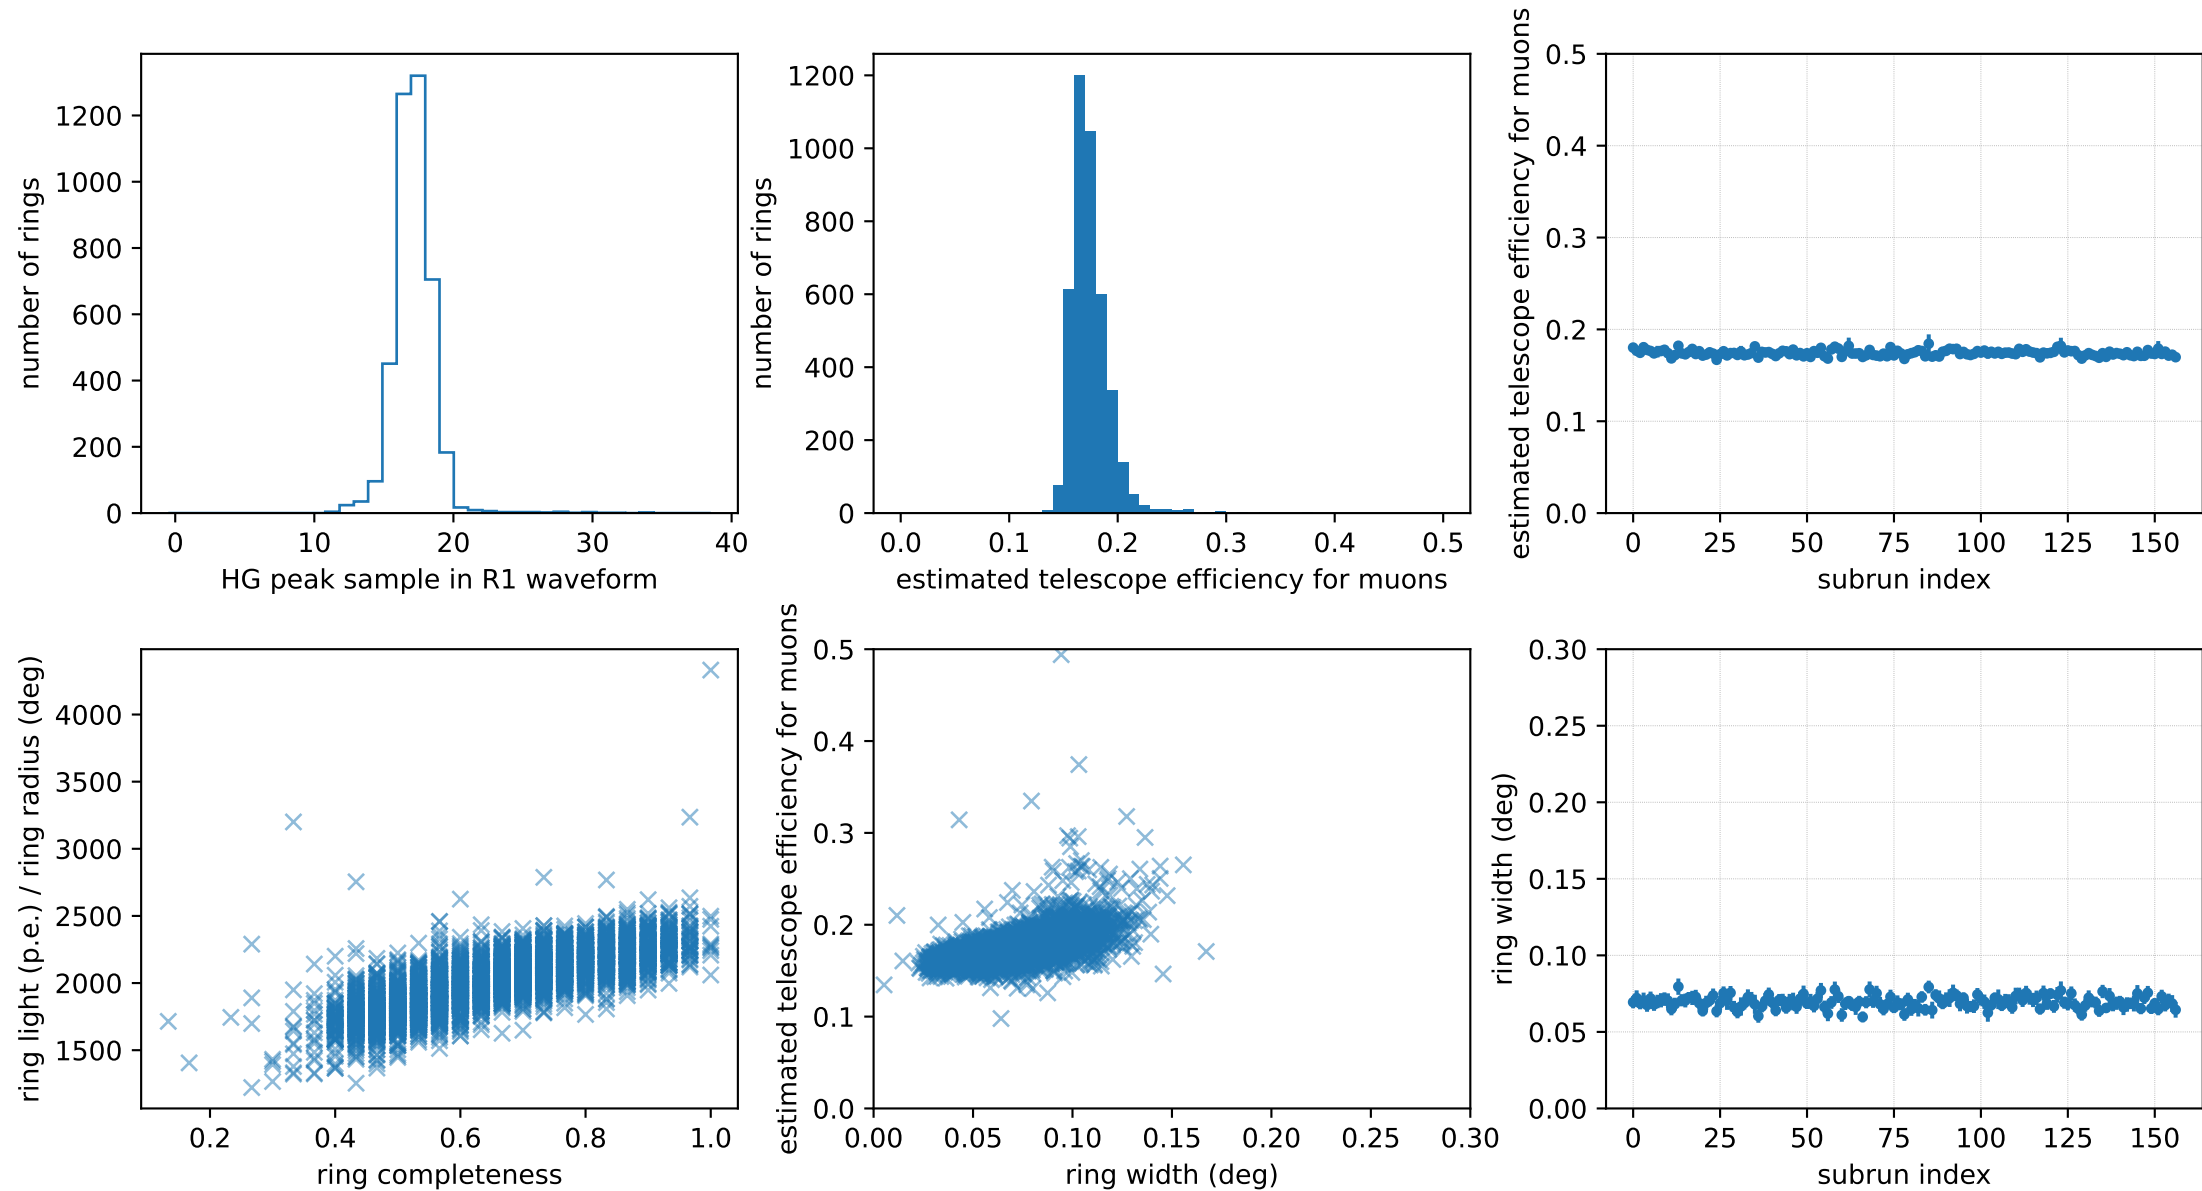 number of rings
1200
1000
800
600
400
200
0
0 10 20 30 40
HG peak sample in R1 waveform
number of rings
1200
1000
800
600
400
200
0
0.0 0.1 0.2 0.3 0.4 0.5
estimated telescope efficiency for muons
estimated telescope efficiency for muons
0.5
0.4
0.3
0.2
0.1
0.0
0 25 50 75 100 125 150
subrun index
ring light (p.e.) / ring radius (deg)
4000
3500
3000
2500
2000
1500
0.2 0.4 0.6 0.8 1.0
ring completeness
estimated telescope efficiency for muons
0.5
0.4
0.3
0.2
0.1
0.0
0.00 0.05 0.10 0.15 0.20 0.25 0.30
ring width (deg)
ring width (deg)
0.30
0.25
0.20
0.15
0.10
0.05
0.00
0 25 50 75 100 125 150
subrun index